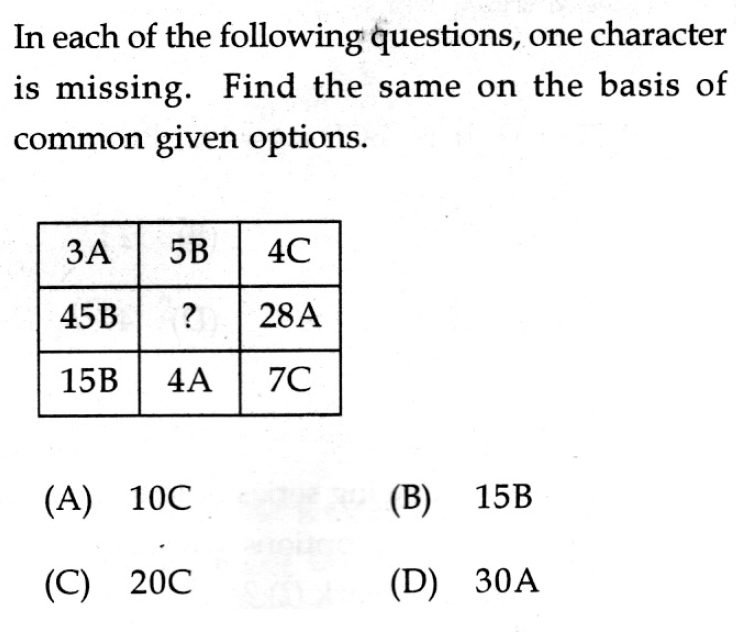 In each of the following questions, one character
is missing. Find the same on the basis of
common given options.
3A 5B 4C
45B ? 28A
15B 4A 7C
(A) 10C (B) 15B
(C) 20C (D) 30A